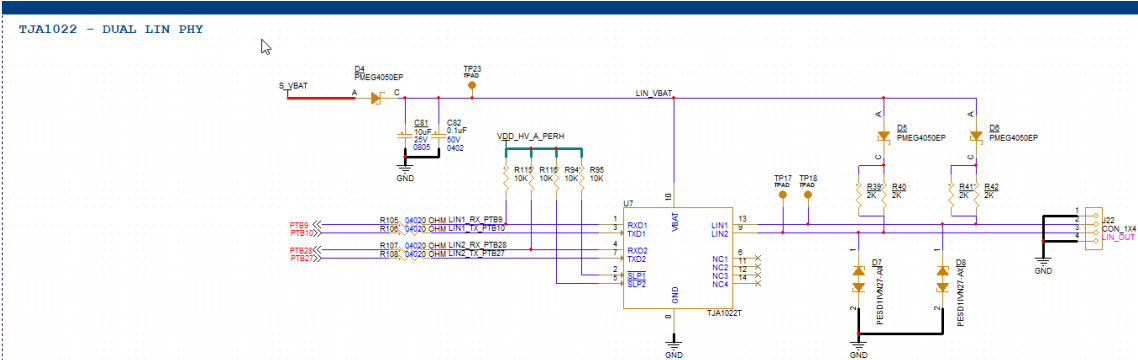 TJA1022 - DUAL LIN PHY
S_VBAT
D4
PMEG4050EP
A
C
TP23
TPAD
LIN_VBAT
C81
10uF
25V
0805
C82
0.1uF
50V
0402
GND
VDD_HV_A_PERH
R115
10K
R116
10K
R94
10K
R95
10K
A
D5
PMEG4050EP
C
A
D6
PMEG4050EP
C
TP17
TPAD
TP18
TPAD
R39
2K
R40
2K
R41
2K
R42
2K
PTB9
PTB10
PTB28
PTB27
R105 0402 0 OHM LIN1_RX_PTB9
R106 0402 0 OHM LIN1_TX_PTB10
R107 0402 0 OHM LIN2_RX_PTB28
R108 0402 0 OHM LIN2_TX_PTB27
U7
10
VBAT
1 RXD1
3 TXD1
4 RXD2
7 TXD2
2 SLP1
5 SLP2
LIN1 13
LIN2 9
NC1 6
NC2 11
NC3 12
NC4 14
GND
8
TJA1022T
GND
1
D7
2
PESD1IVN27-AX
1
D8
2
PESD1IVN27-AX
GND
GND
1
2
3
4
J22
CON_1X4
LIN_OUT